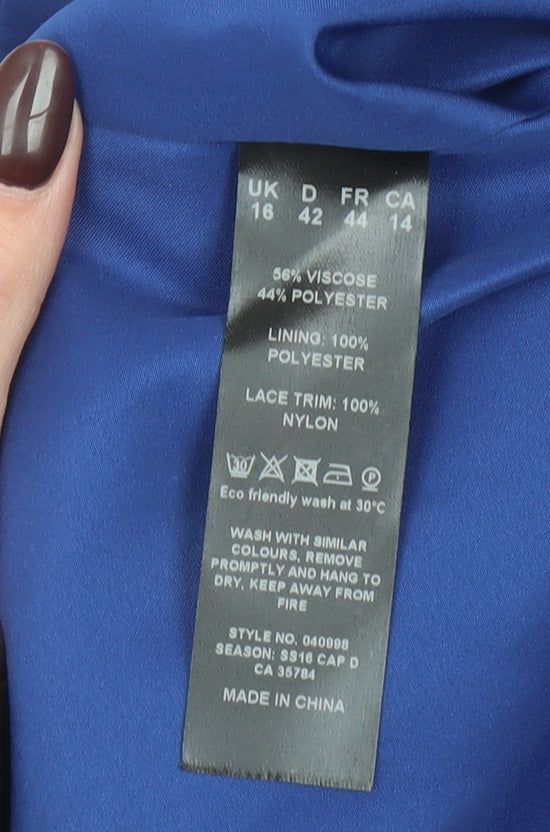 UK D FR CA
16 42 44 14
56% VISCOSE
44% POLYESTER
LINING: 100%
POLYESTER
LACE TRIM: 100%
NYLON
30 P
Eco friendly wash at 30°C
WASH WITH SIMILAR
COLOURS, REMOVE
PROMPTLY AND HANG TO
DRY, KEEP AWAY FROM
FIRE
STYLE NO. 040998
SEASON: SS16 CAP D
CA 35784
MADE IN CHINA